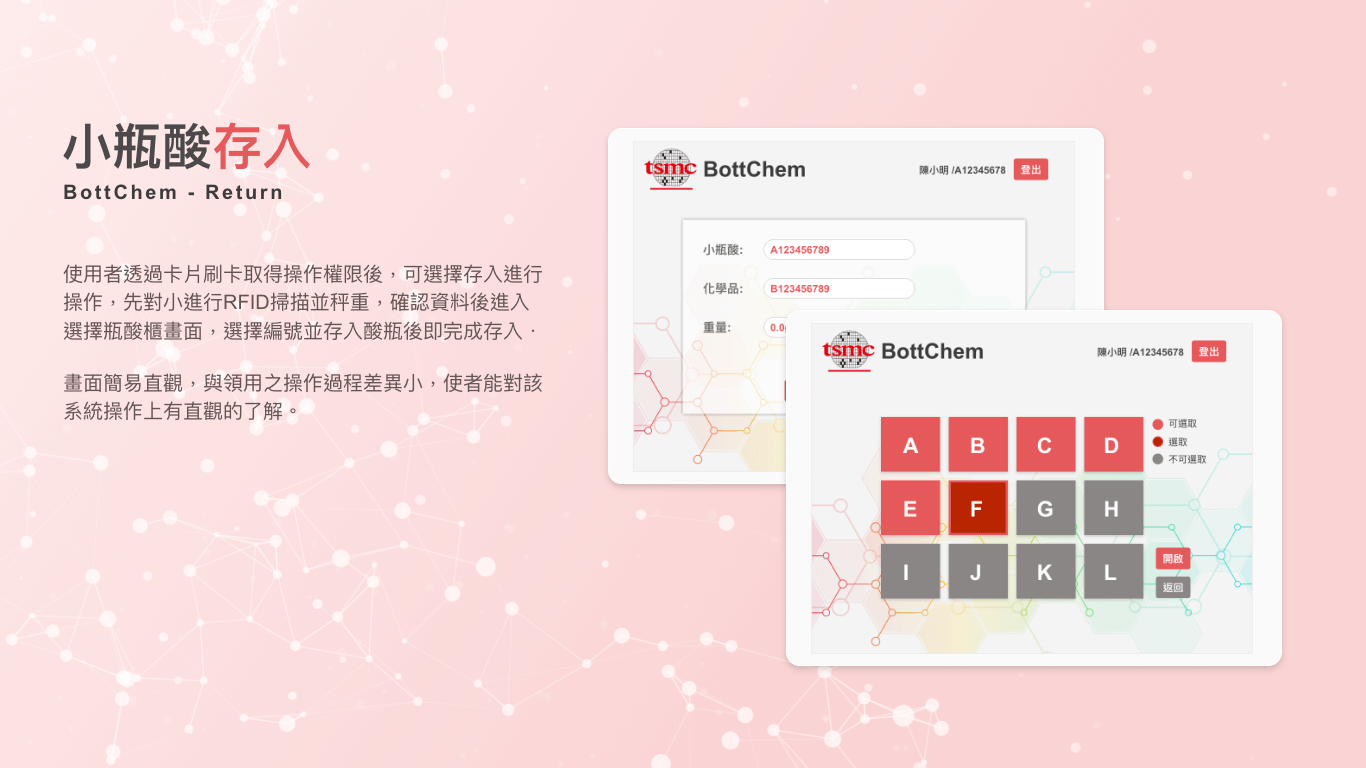 小瓶酸存入
BottChem - Return
使用者透過卡片刷卡取得操作權限後，可選擇存入進行
操作，先對小進行RFID掃描並秤重，確認資料後進入
選擇瓶酸櫃畫面，選擇編號並存入酸瓶後即完成存入．
畫面簡易直觀，與領用之操作過程差異小，使者能對該
系統操作上有直觀的了解。
tsmc BottChem
陳小明 /A12345678 登出
小瓶酸: A123456789
化學品: B123456789
重量: 0.0
tsmc BottChem
陳小明 /A12345678 登出
A B C D
可選取
選取
不可選取
E F G H
I J K L
開啟
返回